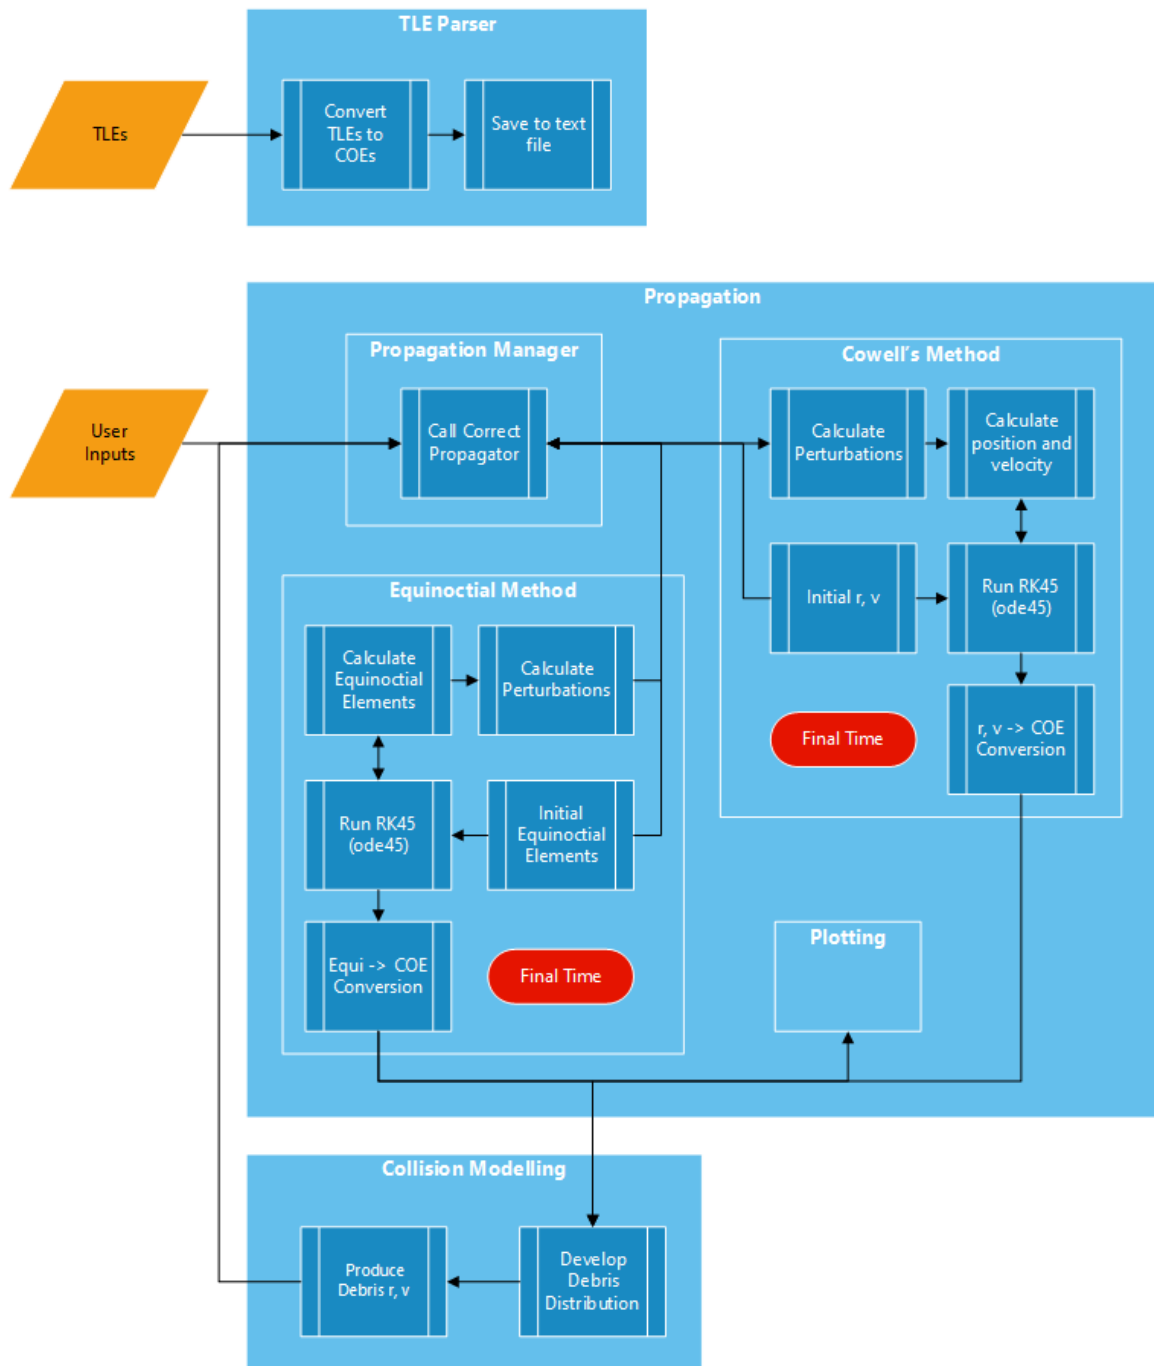 TLE Parser
TLEs
Convert
TLEs to
COEs
Save to text
file
Propagation
Propagation Manager
Cowell's Method
User
Inputs
Call Correct
Propagator
Calculate
Perturbations
Calculate
position and
velocity
Equinoctial Method
Initial r, v
Run RK45
(ode45)
Calculate
Equinoctial
Elements
Calculate
Perturbations
Final Time
r, v -> COE
Conversion
Run RK45
(ode45)
Initial
Equinoctial
Elements
Plotting
Equi -> COE
Conversion
Final Time
Collision Modelling
Produce
Debris r, v
Develop
Debris
Distribution